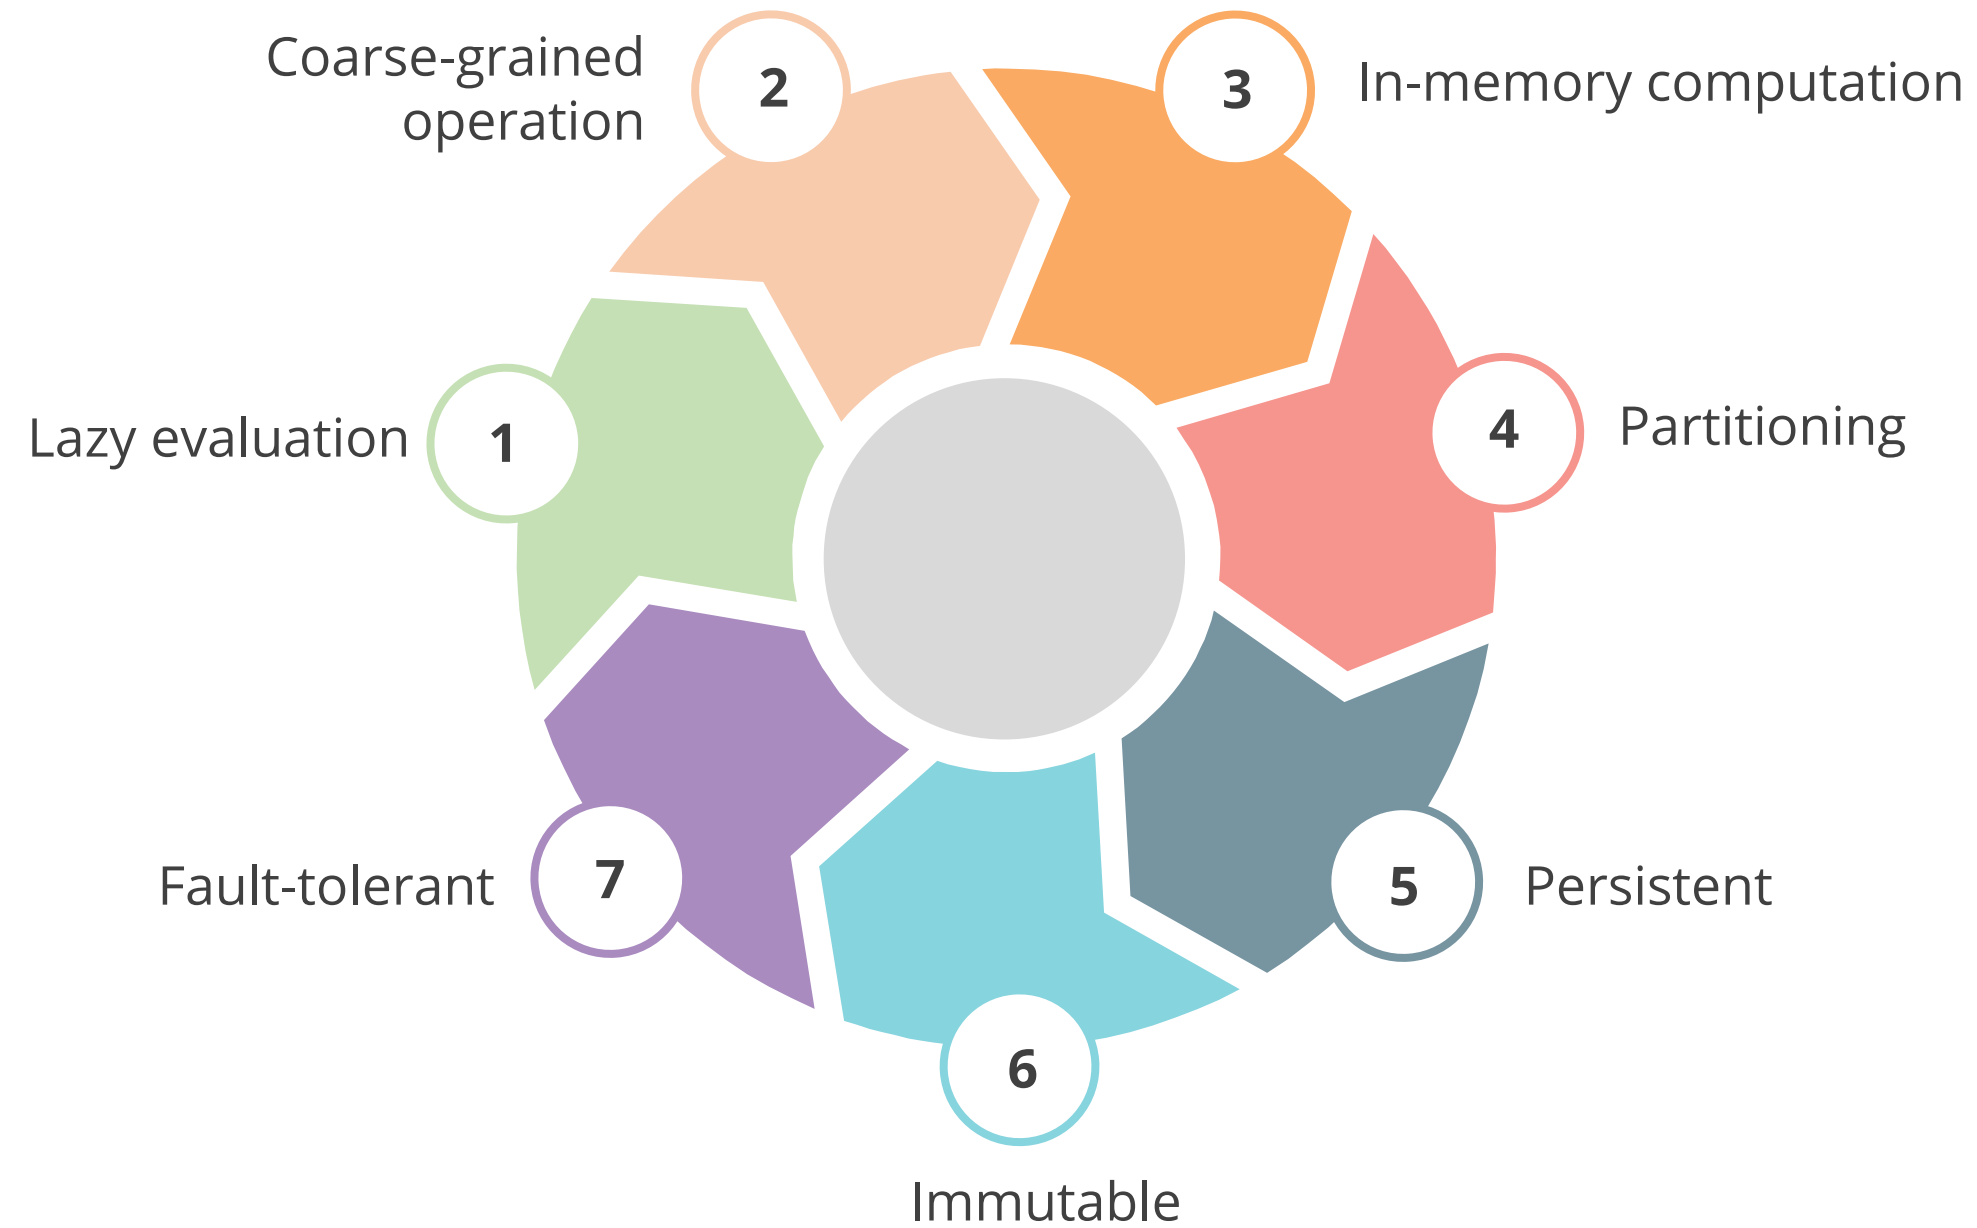 1
Lazy evaluation
2
Coarse-grained
operation
3
In-memory computation
4
Partitioning
5
Persistent
6
Immutable
7
Fault-tolerant